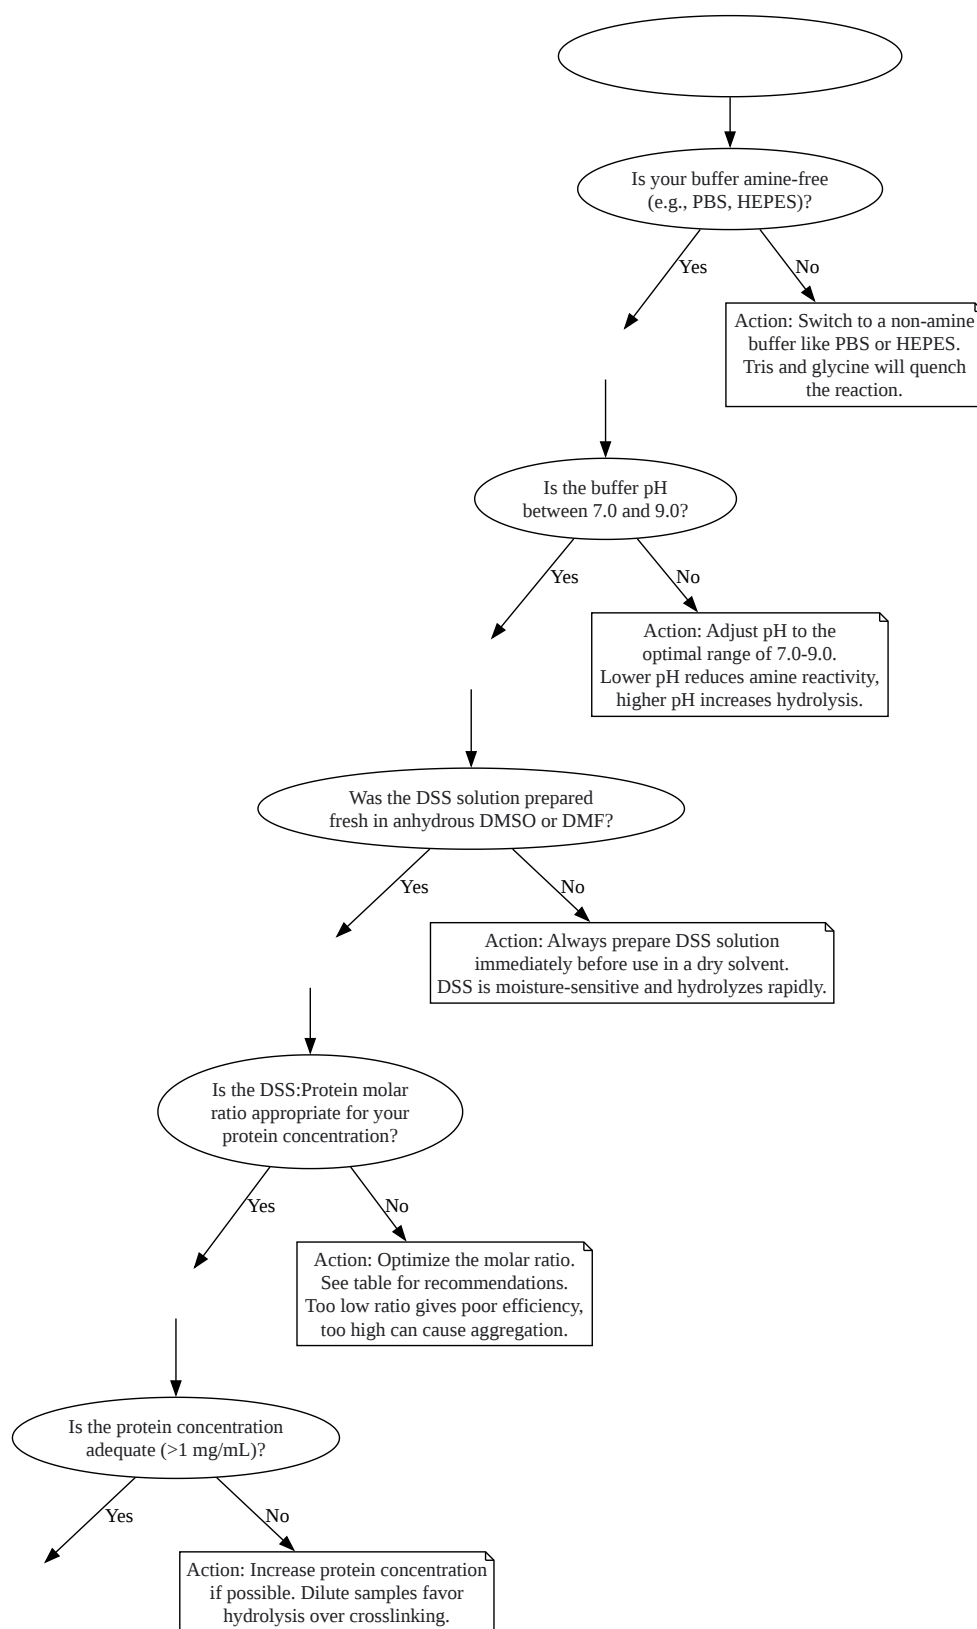 Is your buffer amine-free
(e.g., PBS, HEPES)?
Yes
No
Action: Switch to a non-amine
buffer like PBS or HEPES.
Tris and glycine will quench
the reaction.
Is the buffer pH
between 7.0 and 9.0?
Yes
No
Action: Adjust pH to the
optimal range of 7.0-9.0.
Lower pH reduces amine reactivity,
higher pH increases hydrolysis.
Was the DSS solution prepared
fresh in anhydrous DMSO or DMF?
Yes
No
Action: Always prepare DSS solution
immediately before use in a dry solvent.
DSS is moisture-sensitive and hydrolyzes rapidly.
Is the DSS:Protein molar
ratio appropriate for your
protein concentration?
Yes
No
Action: Optimize the molar ratio.
See table for recommendations.
Too low ratio gives poor efficiency,
too high can cause aggregation.
Is the protein concentration
adequate (>1 mg/mL)?
Yes
No
Action: Increase protein concentration
if possible. Dilute samples favor
hydrolysis over crosslinking.